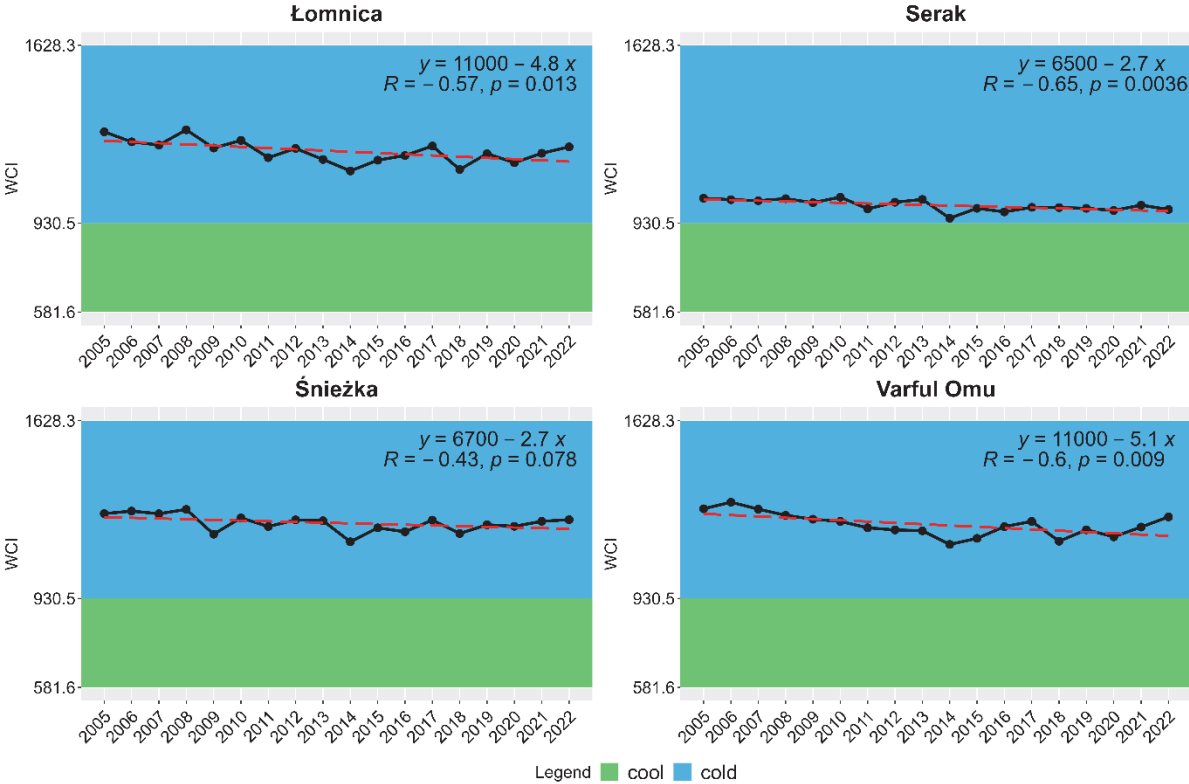 Łomnica
1628.3
930.5
581.6
WCI
y = 11000 − 4.8 x
R = − 0.57, p = 0.013
2005 2006 2007 2008 2009 2010 2011 2012 2013 2014 2015 2016 2017 2018 2019 2020 2021 2022
Serak
1628.3
930.5
581.6
WCI
y = 6500 − 2.7 x
R = − 0.65, p = 0.0036
2005 2006 2007 2008 2009 2010 2011 2012 2013 2014 2015 2016 2017 2018 2019 2020 2021 2022
Śnieżka
1628.3
930.5
581.6
WCI
y = 6700 − 2.7 x
R = − 0.43, p = 0.078
2005 2006 2007 2008 2009 2010 2011 2012 2013 2014 2015 2016 2017 2018 2019 2020 2021 2022
Varful Omu
1628.3
930.5
581.6
WCI
y = 11000 − 5.1 x
R = − 0.6, p = 0.009
2005 2006 2007 2008 2009 2010 2011 2012 2013 2014 2015 2016 2017 2018 2019 2020 2021 2022
Legend cool cold